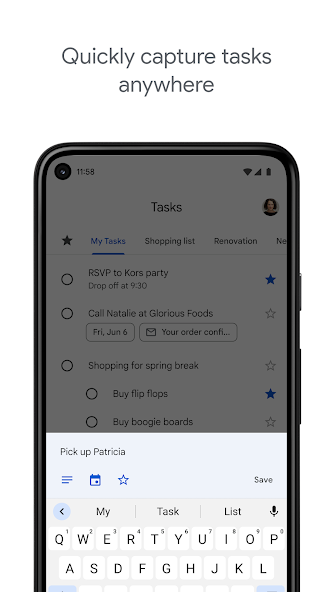 Quickly capture tasks
anywhere
11:58
Tasks
My Tasks Shopping list Renovation Ne
RSVP to Kors party
Drop off at 9:30
Call Natalie at Glorious Foods
Fri, Jun 6 Your order confi...
Shopping for spring break
Buy flip flops
Buy boogie boards
Pick up Patricia
Save
My Task List
Q1 W2 E3 R4 T5 Y6 U7 I8 O9 P0
A S D F G H J K L
Z X C V B N M